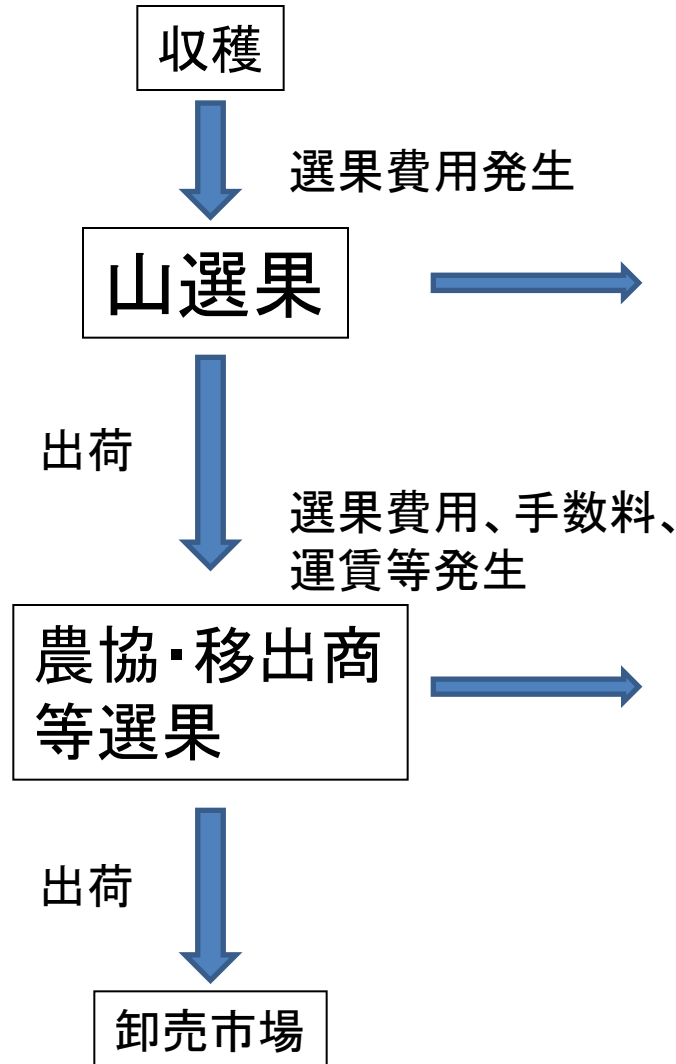 収穫
選果費用発生
山選果
出荷
選果費用、手数料、
運賃等発生
農協・移出商
等選果
出荷
卸売市場